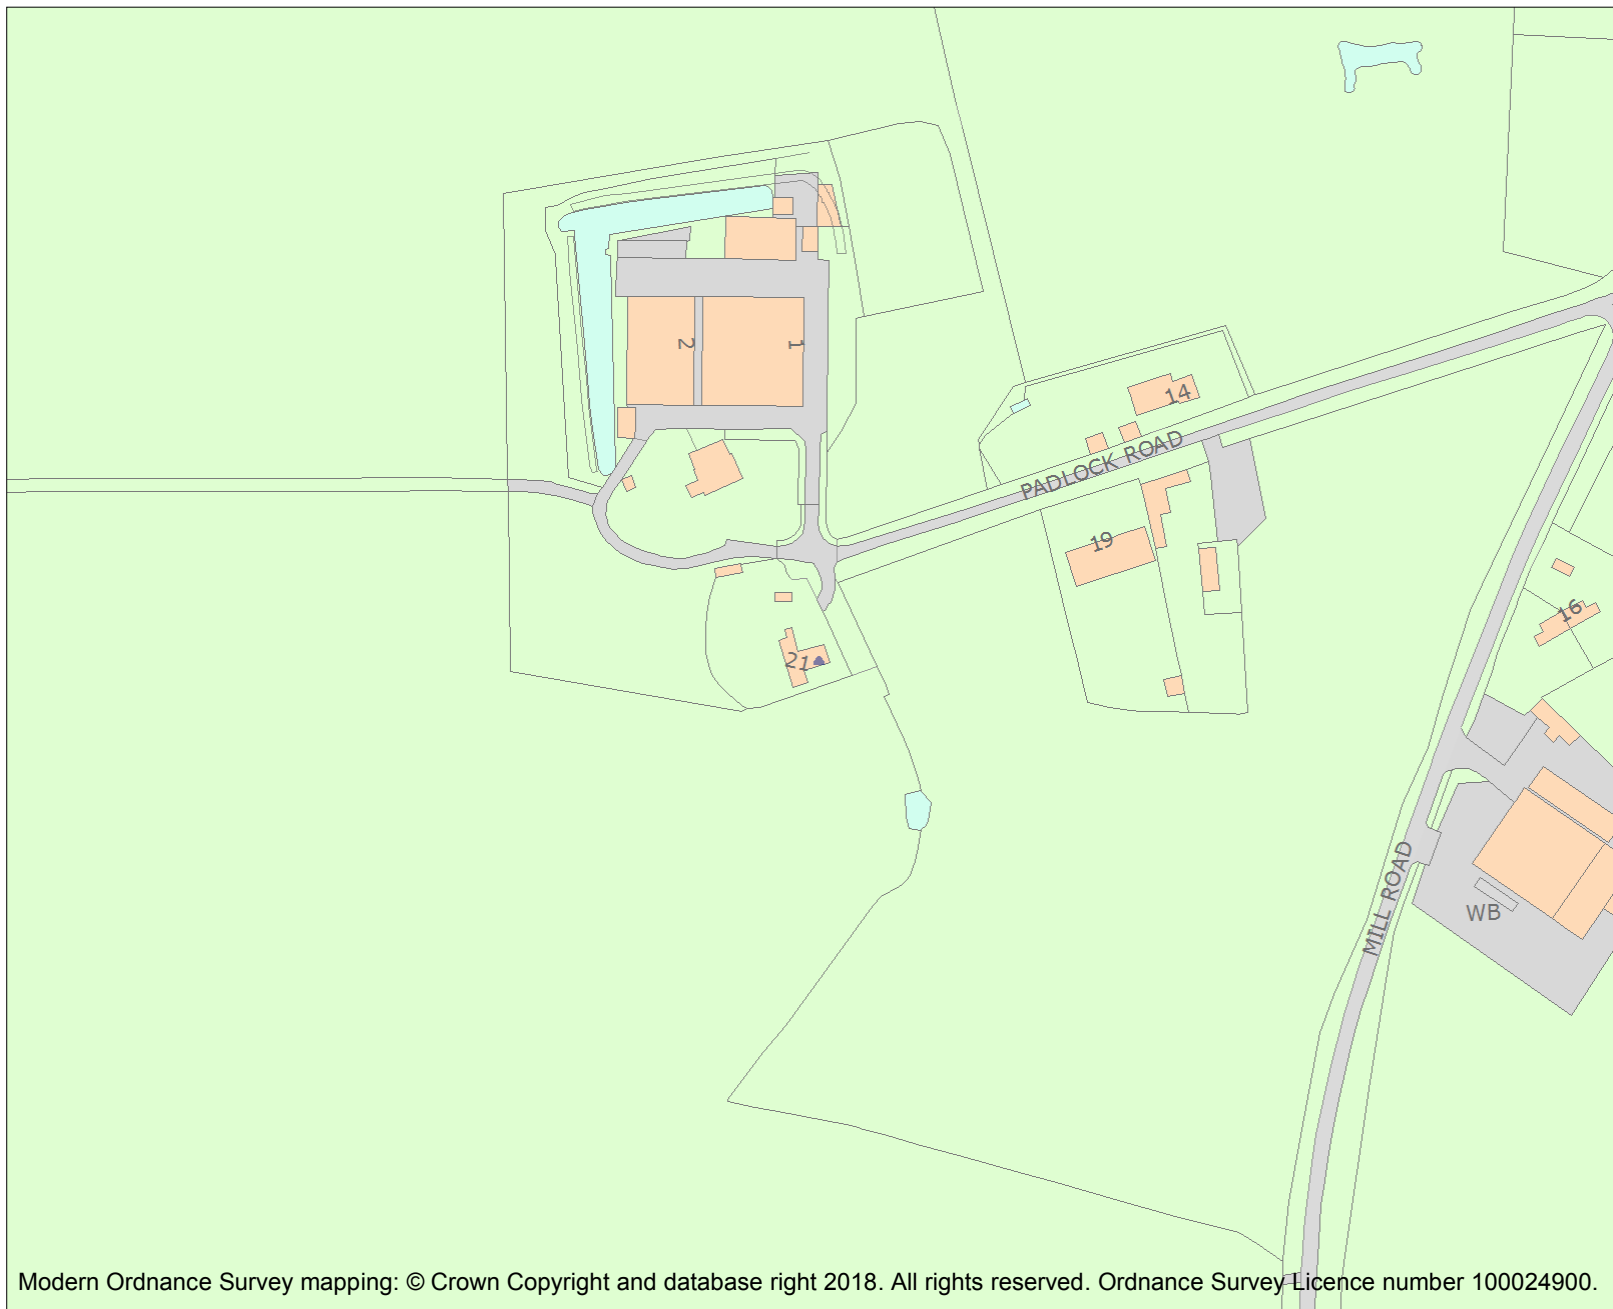 2
1
14
PADLOCK ROAD
19
16
21
MILL ROAD
WB
Modern Ordnance Survey mapping: © Crown Copyright and database right 2018. All rights reserved. Ordnance Survey Licence number 100024900.